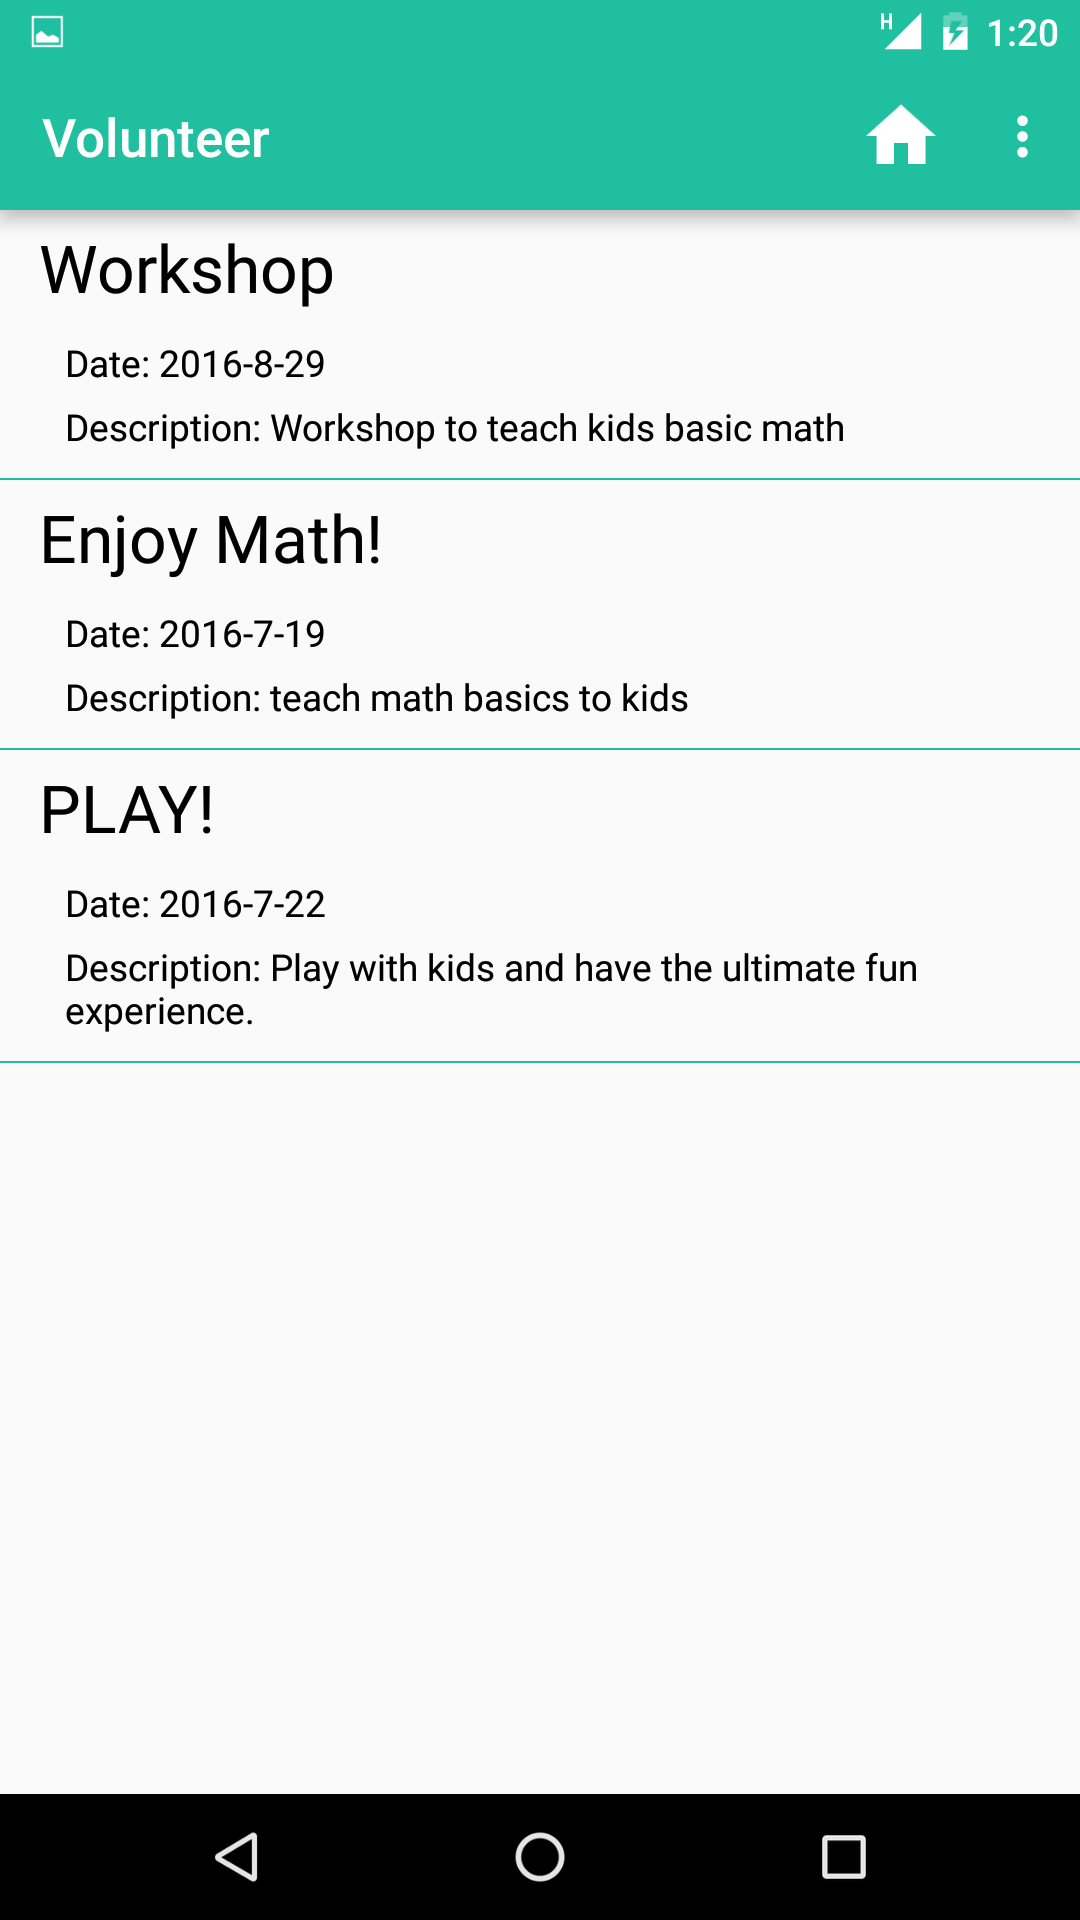 H 1:20
Volunteer
Workshop
Date: 2016-8-29
Description: Workshop to teach kids basic math
Enjoy Math!
Date: 2016-7-19
Description: teach math basics to kids
PLAY!
Date: 2016-7-22
Description: Play with kids and have the ultimate fun
experience.